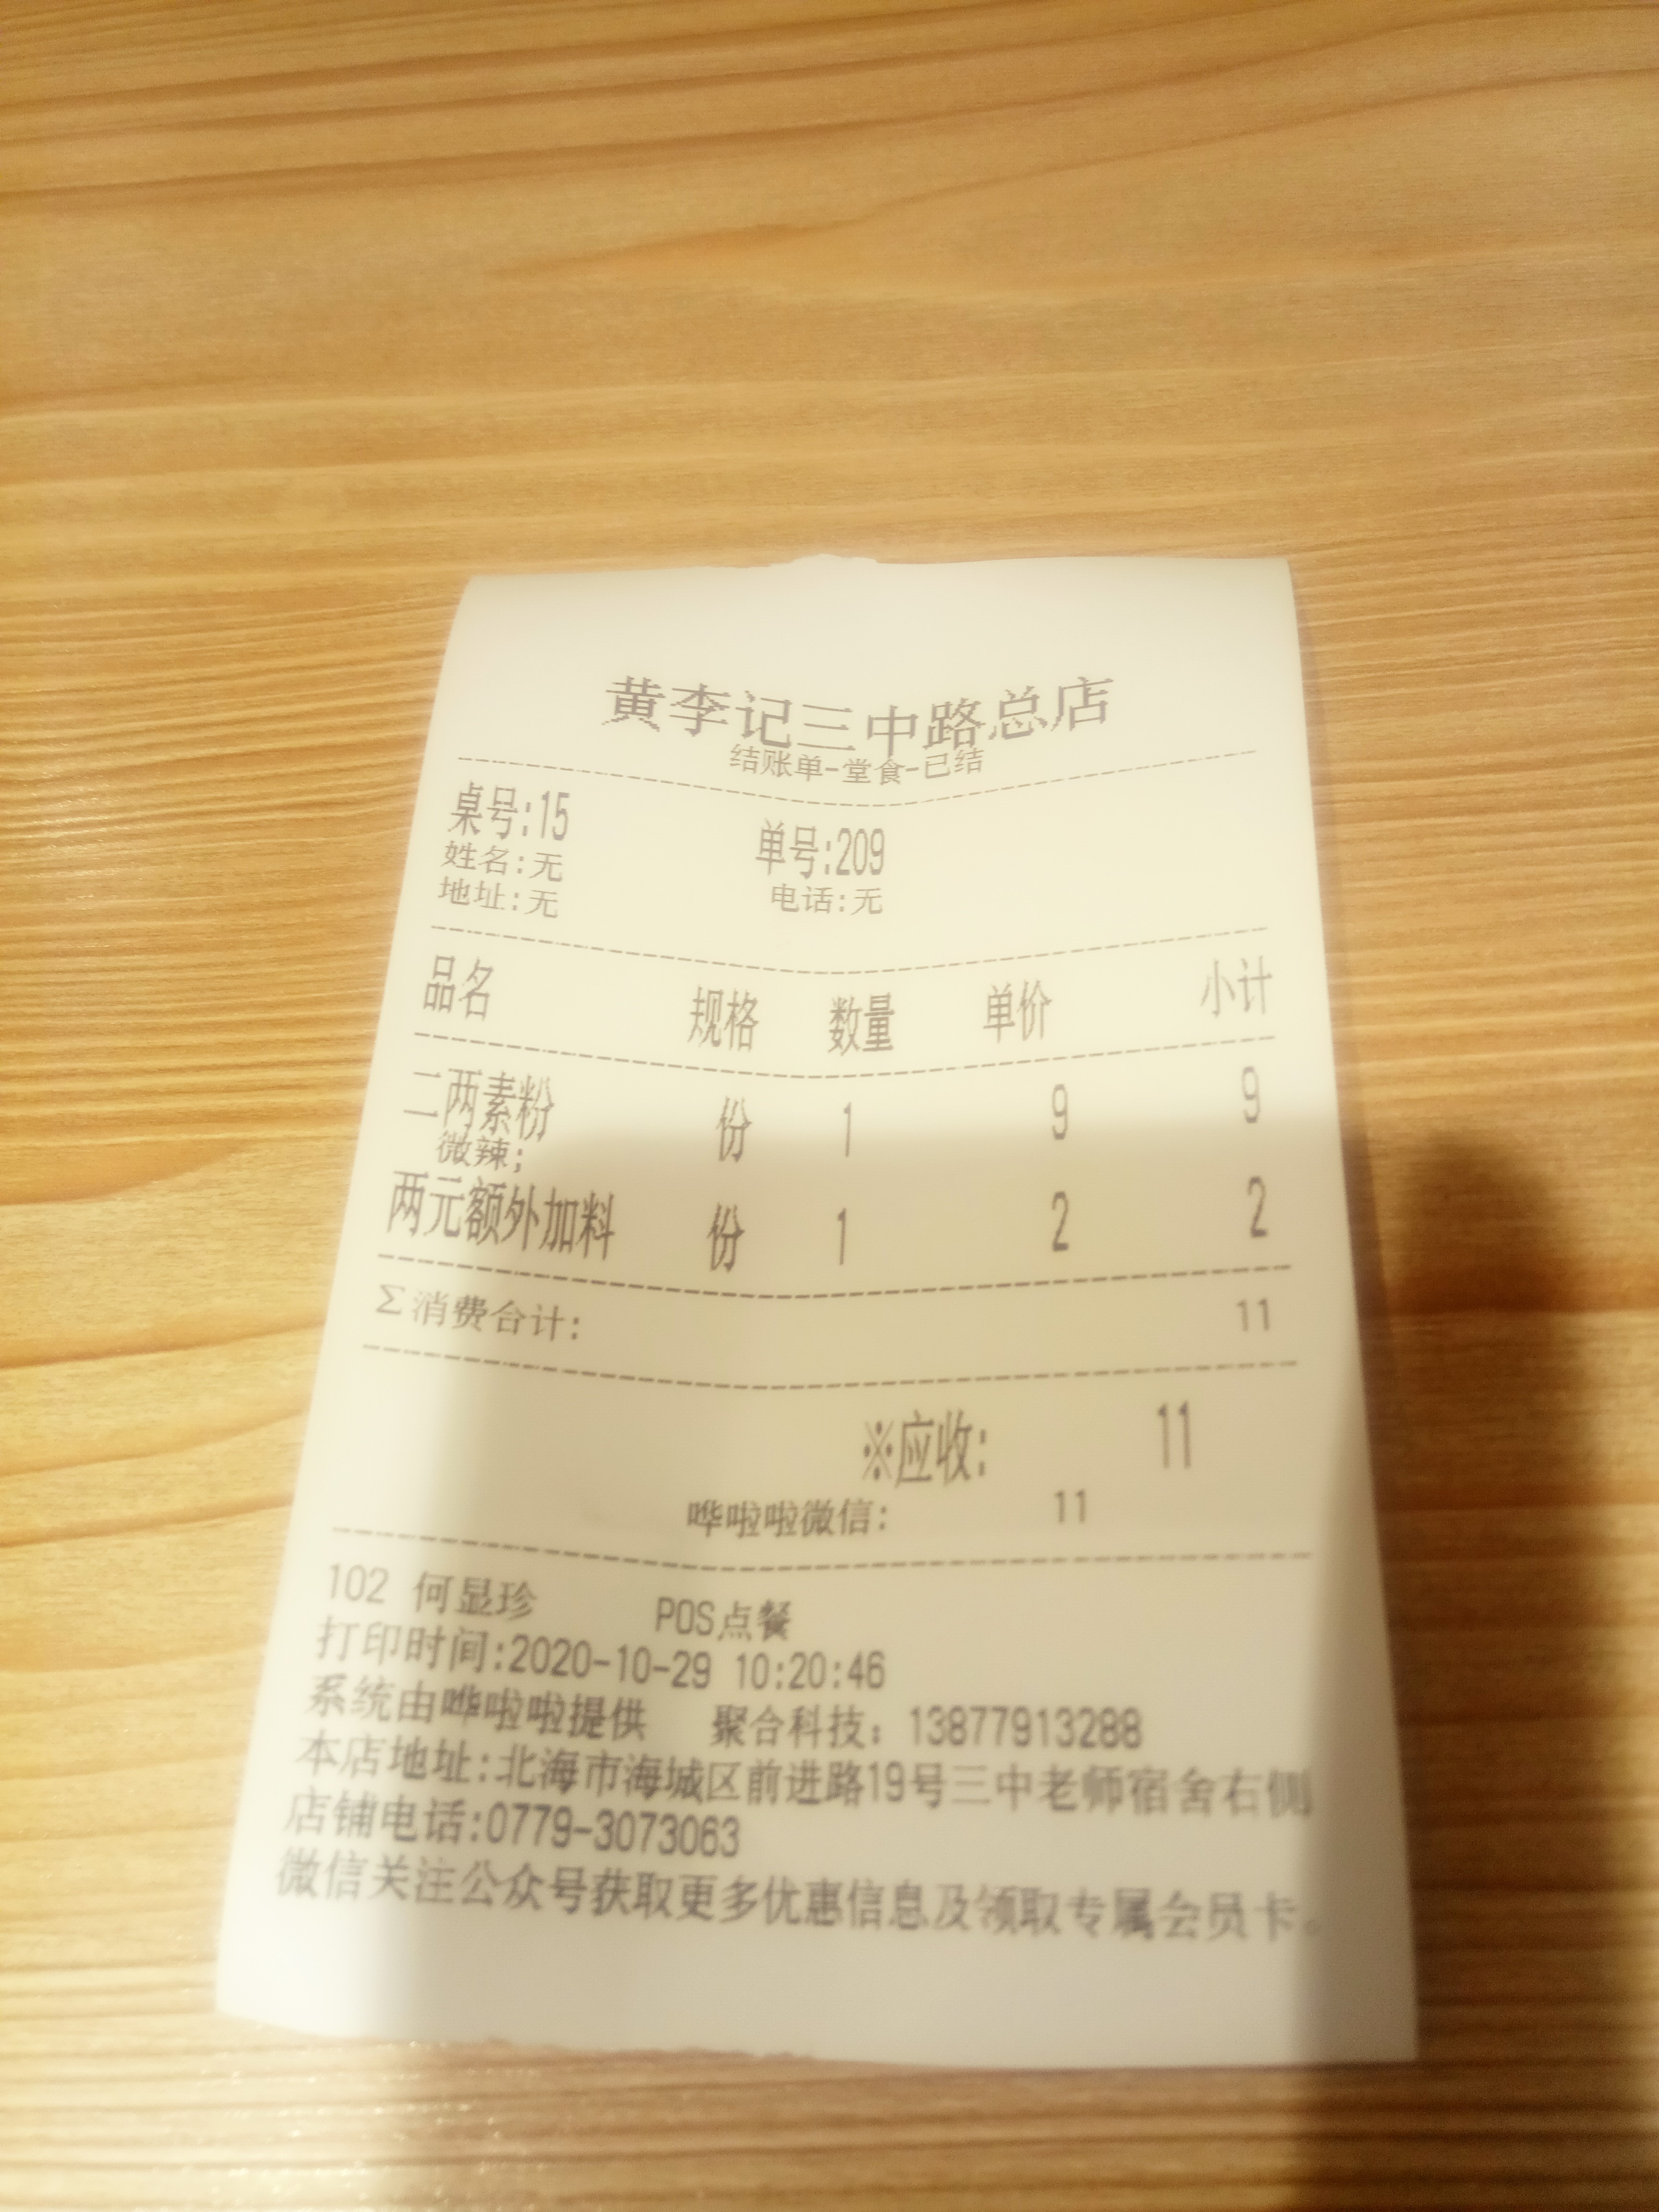 黄李记三中路总店
结账单-堂食-已结
桌号:15 单号:209
姓名:无
地址:无 电话:无
品名 规格 数量 单价 小计
二两素粉 份 1 9 9
微辣;
两元额外加料 份 1 2 2
Σ消费合计: 11
※应收: 11
哗啦啦微信: 11
102 何显珍 POS点餐
打印时间:2020-10-29 10:20:46
系统由哗啦啦提供 聚合科技：13877913288
本店地址:北海市海城区前进路19号三中老师宿舍右侧
店铺电话:0779-3073063
微信关注公众号获取更多优惠信息及领取专属会员卡。